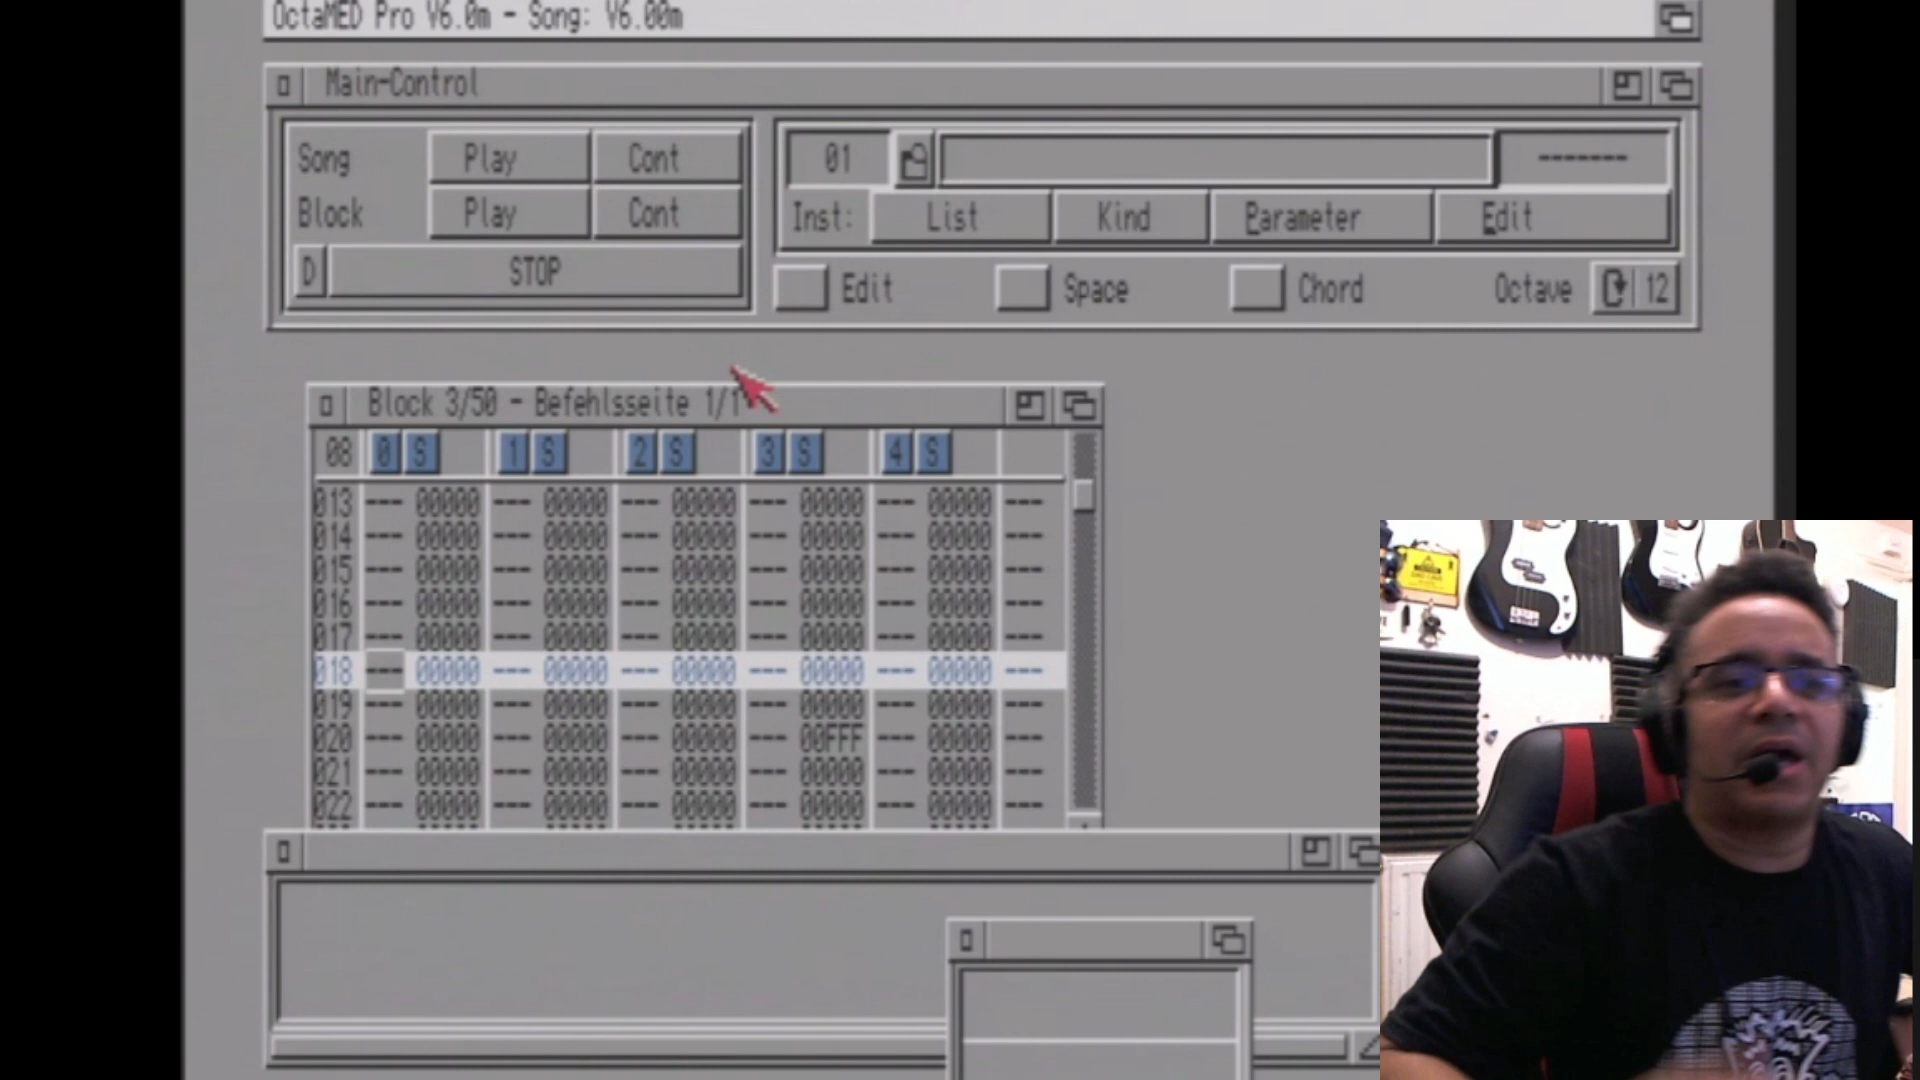 OctaMED Pro V6.0m - Song: V6.00m
Main-Control
Song Play Cont
Block Play Cont
D STOP
01 -------
Inst: List Kind Parameter Edit
Edit Space Chord Octave 12
Block 3/50 - Befehlsseite 1/1
08 0 S 1 S 2 S 3 S 4 S
013 --- 00000 --- 00000 --- 00000 --- 00000 --- 00000 ---
014 --- 00000 --- 00000 --- 00000 --- 00000 --- 00000 ---
015 --- 00000 --- 00000 --- 00000 --- 00000 --- 00000 ---
016 --- 00000 --- 00000 --- 00000 --- 00000 --- 00000 ---
017 --- 00000 --- 00000 --- 00000 --- 00000 --- 00000 ---
018 --- 00000 --- 00000 --- 00000 --- 00000 --- 00000 ---
019 --- 00000 --- 00000 --- 00000 --- 00000 --- 00000 ---
020 --- 00000 --- 00000 --- 00000 --- 00FFF --- 00000 ---
021 --- 00000 --- 00000 --- 00000 --- 00000 --- 00000 ---
022 --- 00000 --- 00000 --- 00000 --- 00000 --- 00000 ---